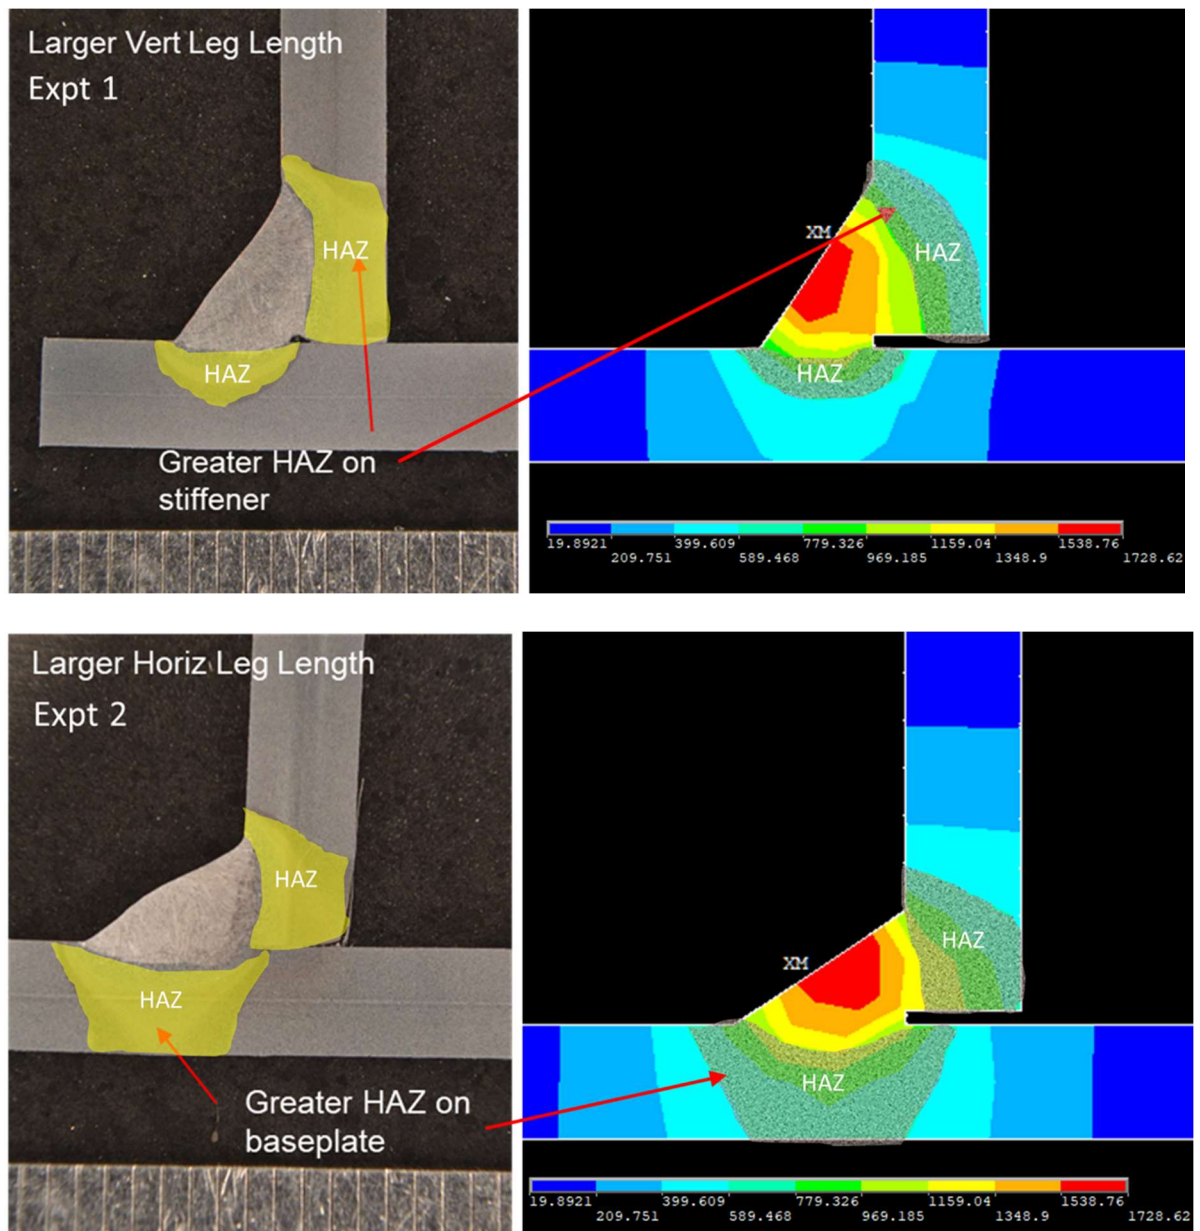 Larger Vert Leg Length
Expt 1
HAZ
HAZ
Greater HAZ on
stiffener
XM
HAZ
HAZ
19.8921 399.609 779.326 1159.04 1538.76
209.751 589.468 969.185 1348.9 1728.62
Larger Horiz Leg Length
Expt 2
HAZ
HAZ
Greater HAZ on
baseplate
XM
HAZ
HAZ
19.8921 399.609 779.326 1159.04 1538.76
209.751 589.468 969.185 1348.9 1728.62